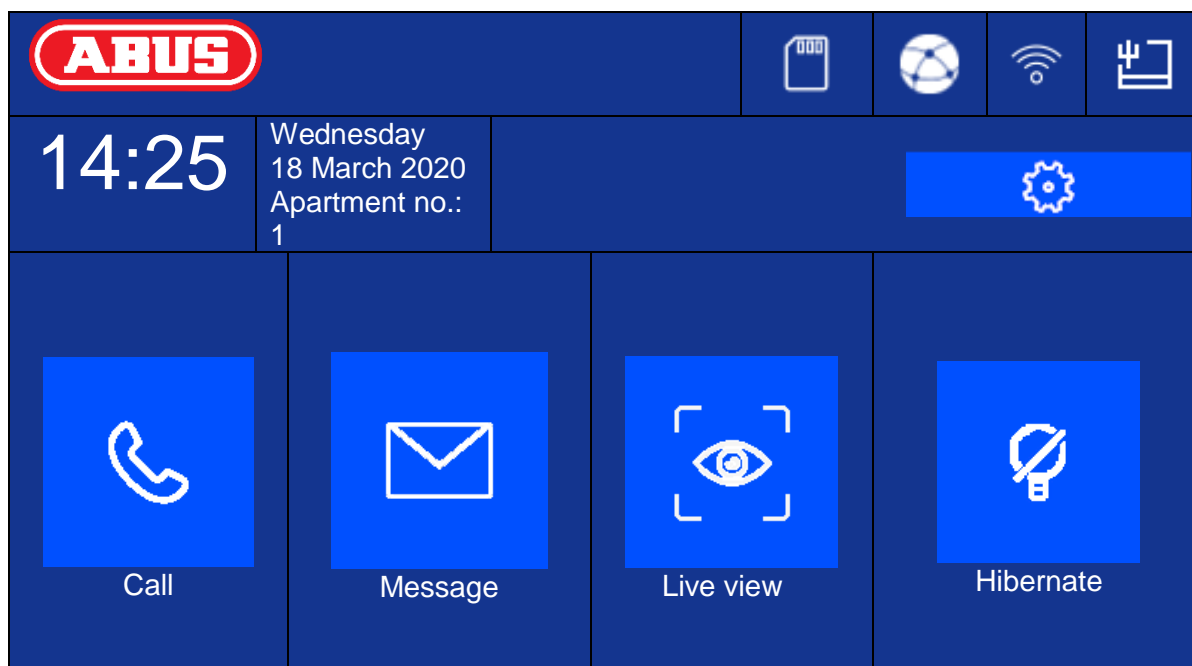 ABUS
14:25
Wednesday
18 March 2020
Apartment no.:
1
Call
Message
Live view
Hibernate